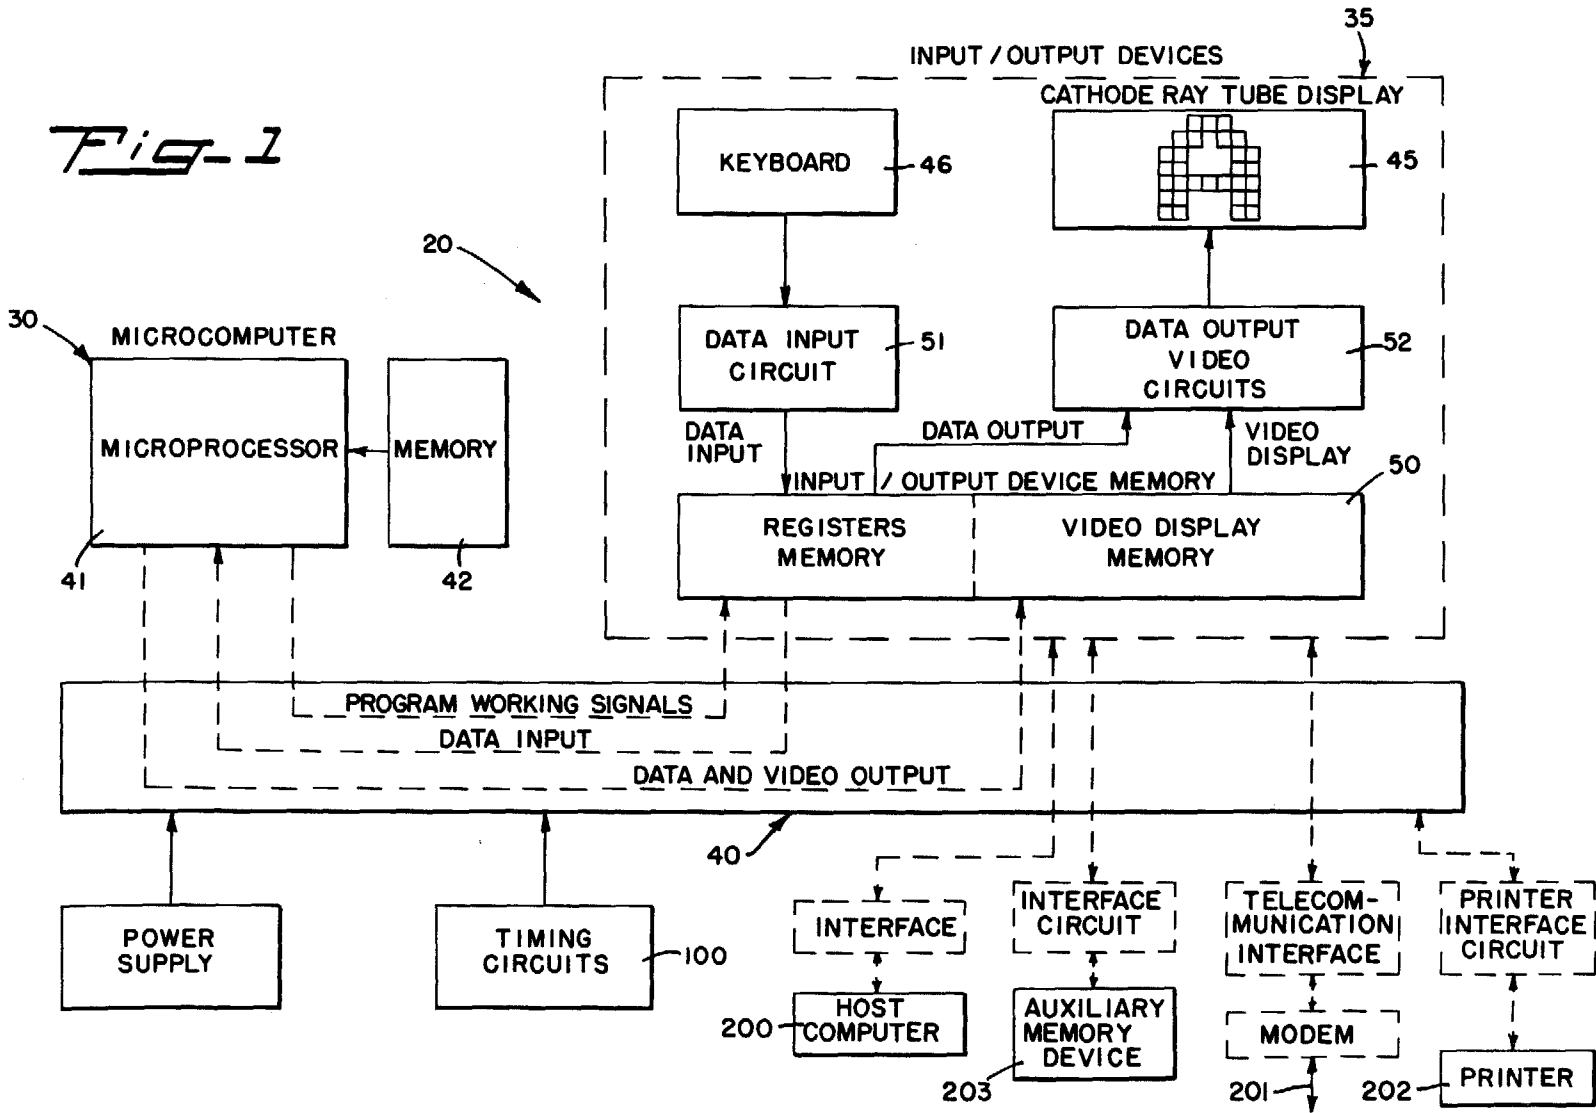 Fig-1
35
INPUT / OUTPUT DEVICES
CATHODE RAY TUBE DISPLAY
KEYBOARD
46
45
20
30
MICROCOMPUTER
MICROPROCESSOR
MEMORY
41
42
DATA INPUT
CIRCUIT
51
DATA OUTPUT
VIDEO
CIRCUITS
52
DATA
INPUT
DATA OUTPUT
VIDEO
DISPLAY
INPUT / OUTPUT DEVICE MEMORY
50
REGISTERS
MEMORY
VIDEO DISPLAY
MEMORY
PROGRAM WORKING SIGNALS
DATA INPUT
DATA AND VIDEO OUTPUT
40
POWER
SUPPLY
TIMING
CIRCUITS
100
INTERFACE
INTERFACE
CIRCUIT
TELECOM-
MUNICATION
INTERFACE
PRINTER
INTERFACE
CIRCUIT
HOST
COMPUTER
200
AUXILIARY
MEMORY
DEVICE
203
MODEM
201
202
PRINTER